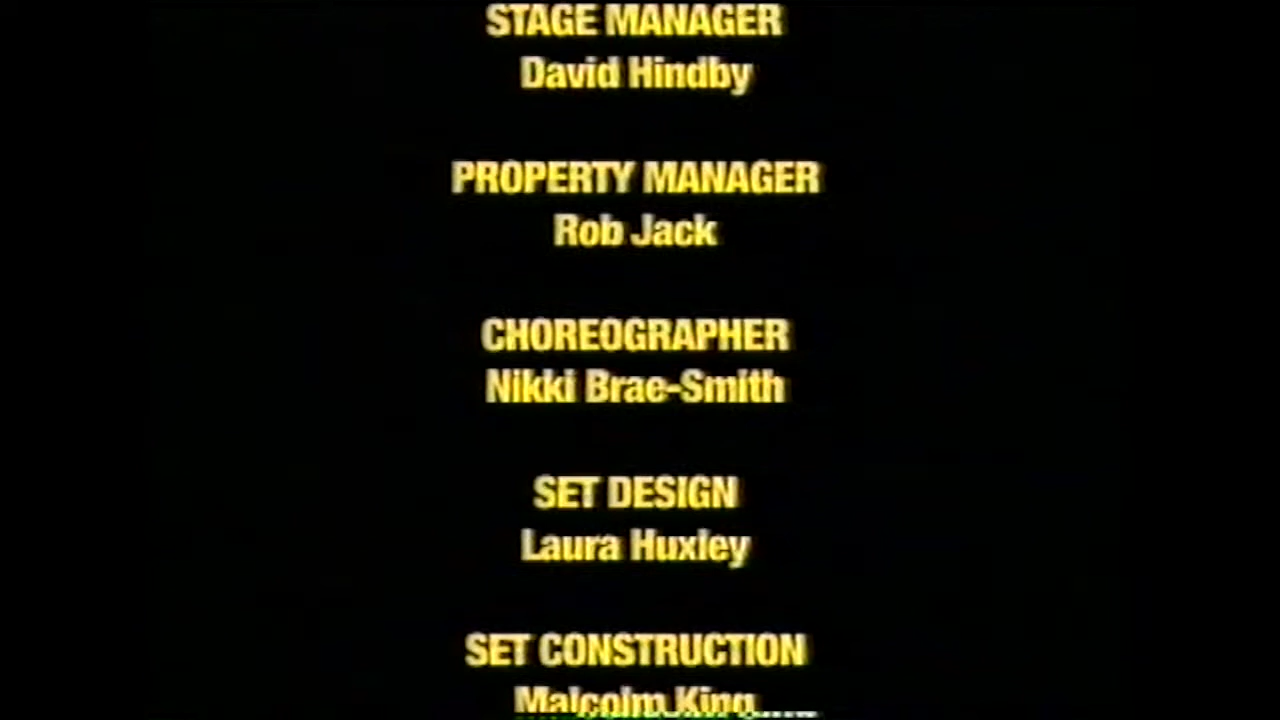 STAGE MANAGER
David Hindby
PROPERTY MANAGER
Rob Jack
CHOREOGRAPHER
Nikki Brae-Smith
SET DESIGN
Laura Huxley
SET CONSTRUCTION
Malcolm King